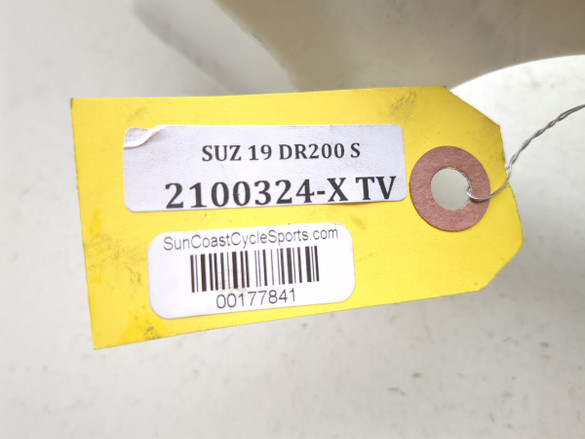 SUZ 19 DR200 S
2100324-X TV
SunCoastCycleSports.com
00177841